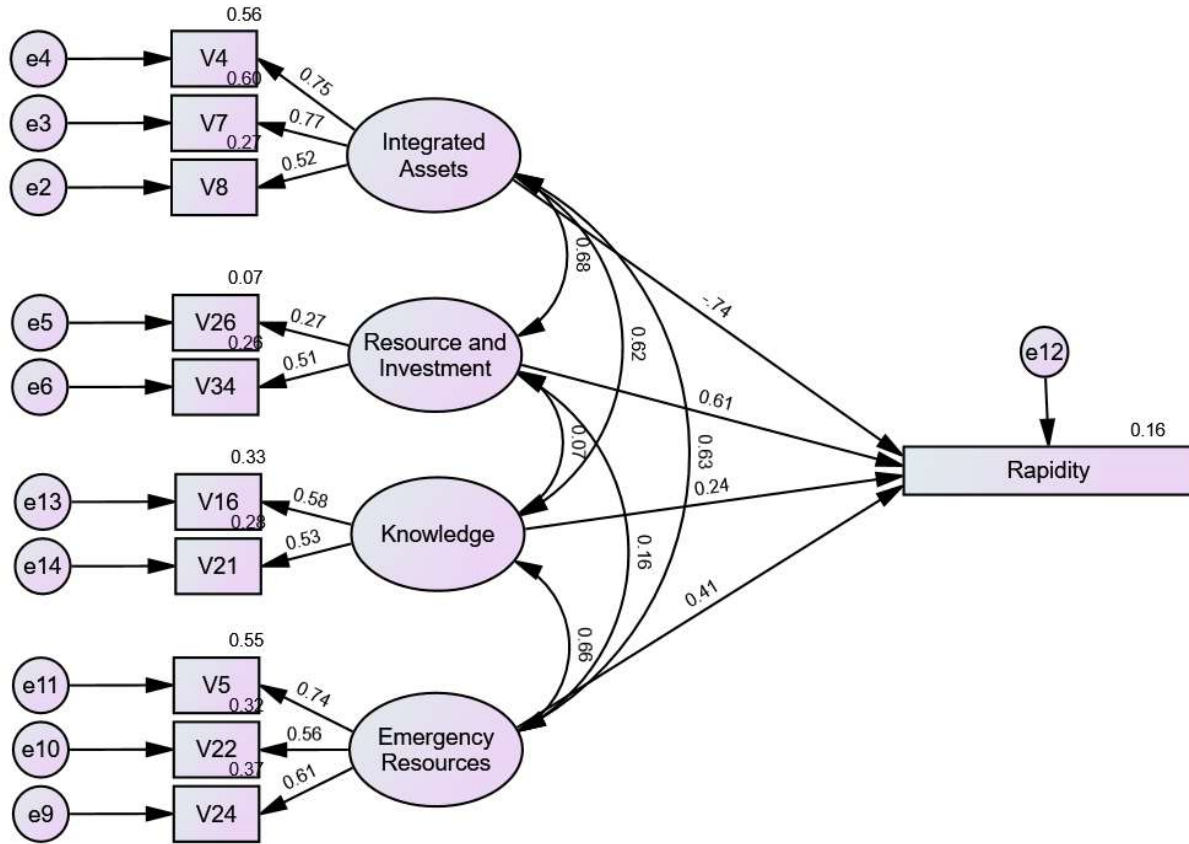 0.56
e4
V4
0.75
0.60
e3
V7
0.77
0.27
e2
V8
0.52
Integrated
Assets
0.68
-.74
0.07
e5
V26
0.27
0.26
e6
V34
0.51
Resource and
Investment
0.62
0.61
e12
0.16
Rapidity
0.07
0.63
0.33
e13
V16
0.58
0.28
e14
V21
0.53
Knowledge
0.24
0.16
0.41
0.66
0.55
e11
V5
0.74
0.32
e10
V22
0.56
0.37
e9
V24
0.61
Emergency
Resources